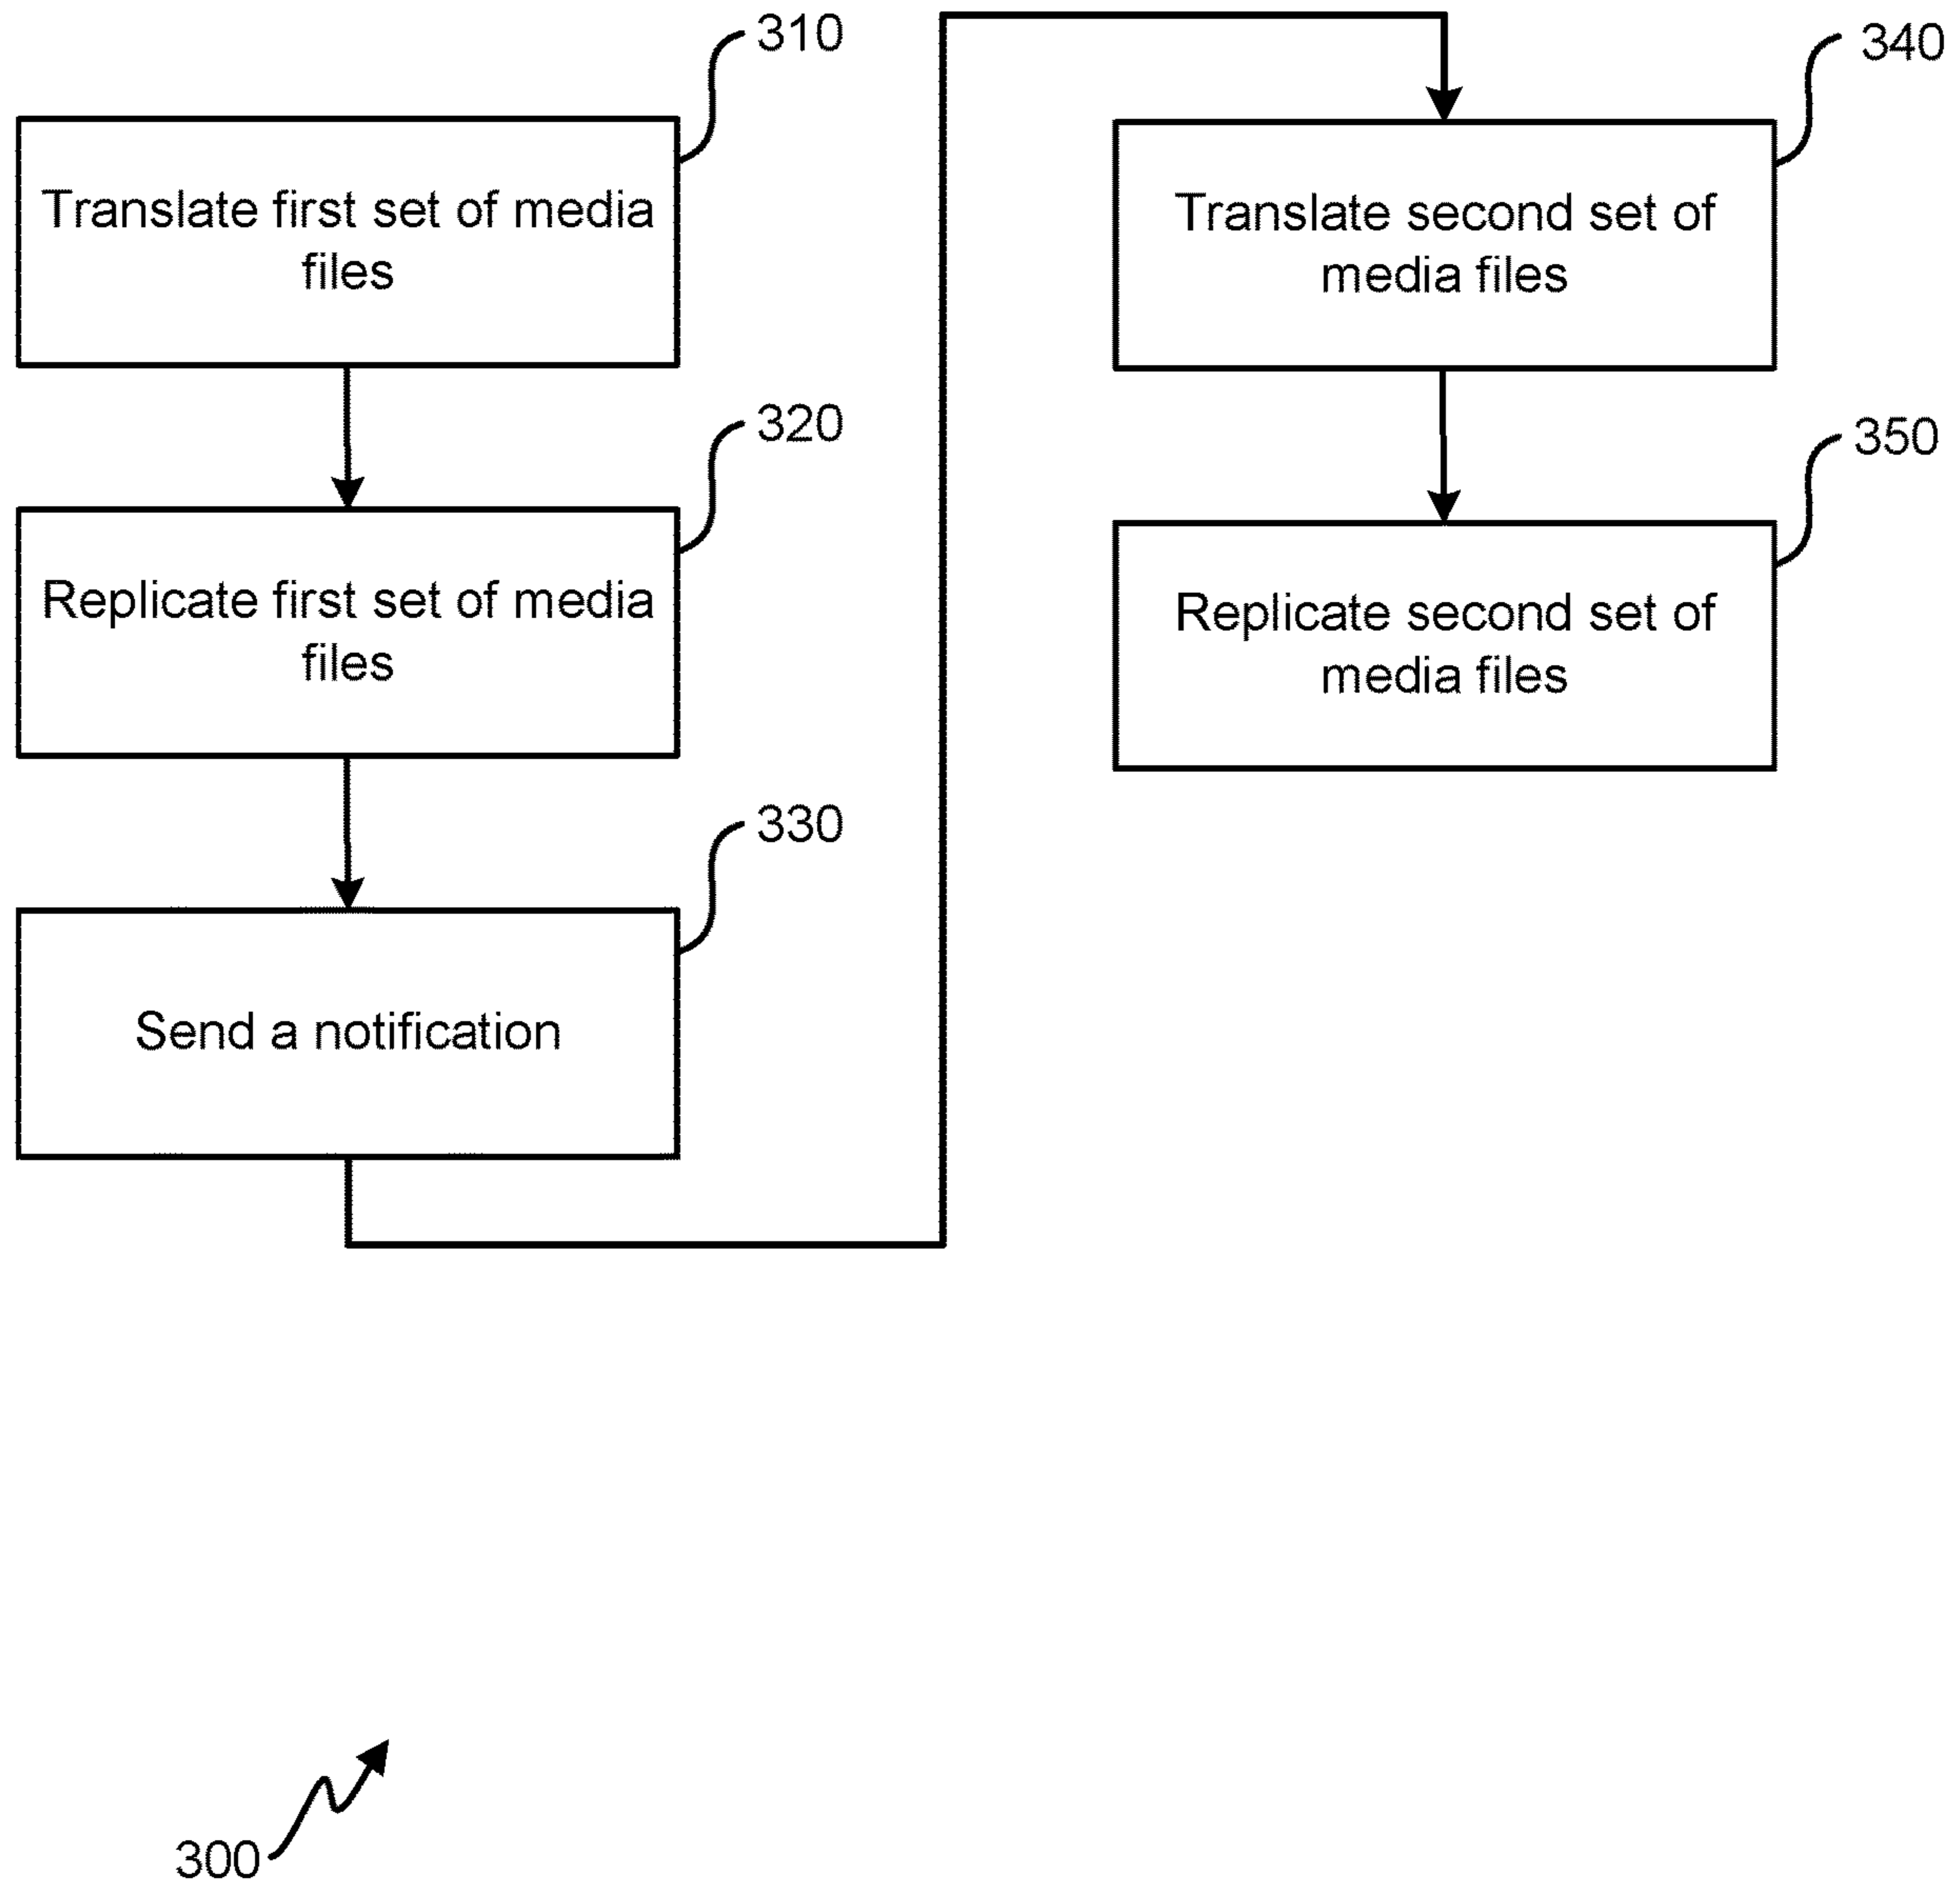 310
Translate first set of media
files
320
Replicate first set of media
files
330
Send a notification
340
Translate second set of
media files
350
Replicate second set of
media files
300